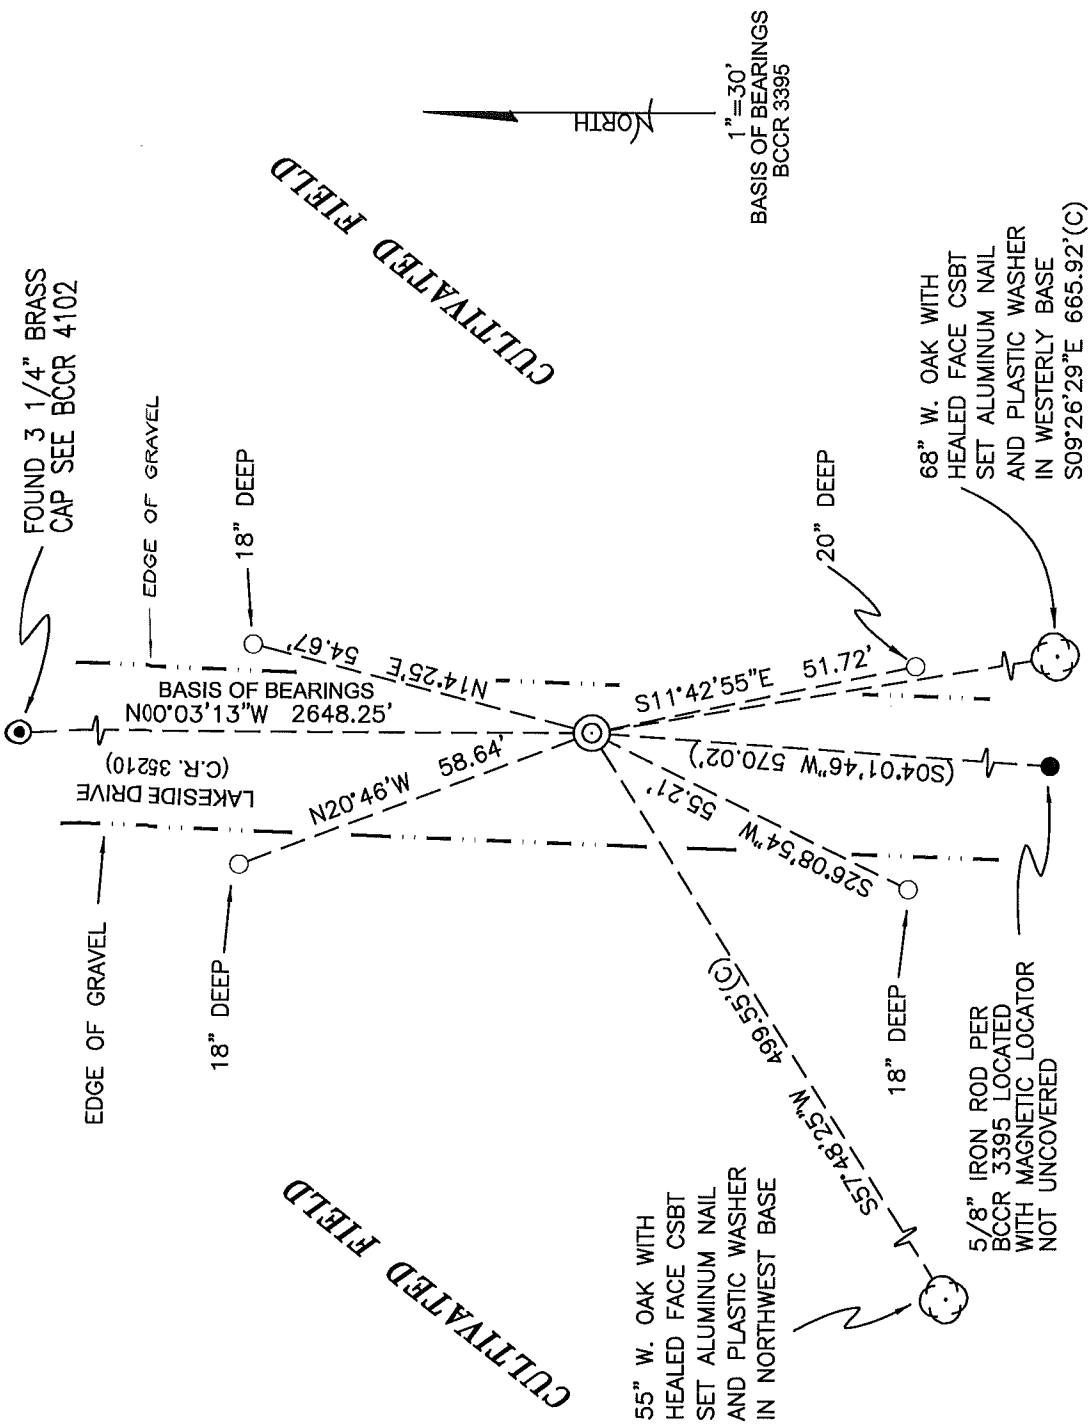 FOUND 3 1/4" BRASS
CAP SEE BCCR 4102
EDGE OF GRAVEL
EDGE OF GRAVEL
18" DEEP
18" DEEP
BASIS OF BEARINGS
N00°03'13"W 2648.25'
LAKESIDE DRIVE
(C.R. 35210)
N14°25'E 54.67'
N20°46'W 58.64'
CULTIVATED FIELD
CULTIVATED FIELD
NORTH
1"=30'
BASIS OF BEARINGS
BCCR 3395
S11°42'55"E 51.72'
(S04°01'46"W 570.02')
S26°08'54"W 55.21'
S57°48'25"W 499.55'(C)
20" DEEP
18" DEEP
68" W. OAK WITH
HEALED FACE CSBT
SET ALUMINUM NAIL
AND PLASTIC WASHER
IN WESTERLY BASE
S09°26'29"E 665.92'(C)
5/8" IRON ROD PER
BCCR 3395 LOCATED
WITH MAGNETIC LOCATOR
NOT UNCOVERED
55" W. OAK WITH
HEALED FACE CSBT
SET ALUMINUM NAIL
AND PLASTIC WASHER
IN NORTHWEST BASE